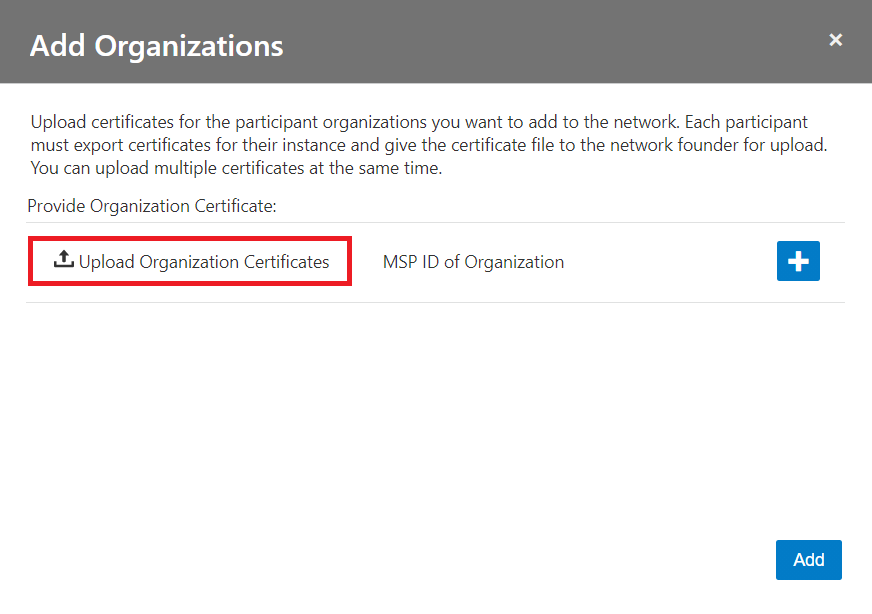 Add Organizations
Upload certificates for the participant organizations you want to add to the network. Each participant
must export certificates for their instance and give the certificate file to the network founder for upload.
You can upload multiple certificates at the same time.
Provide Organization Certificate:
Upload Organization Certificates MSP ID of Organization
Add